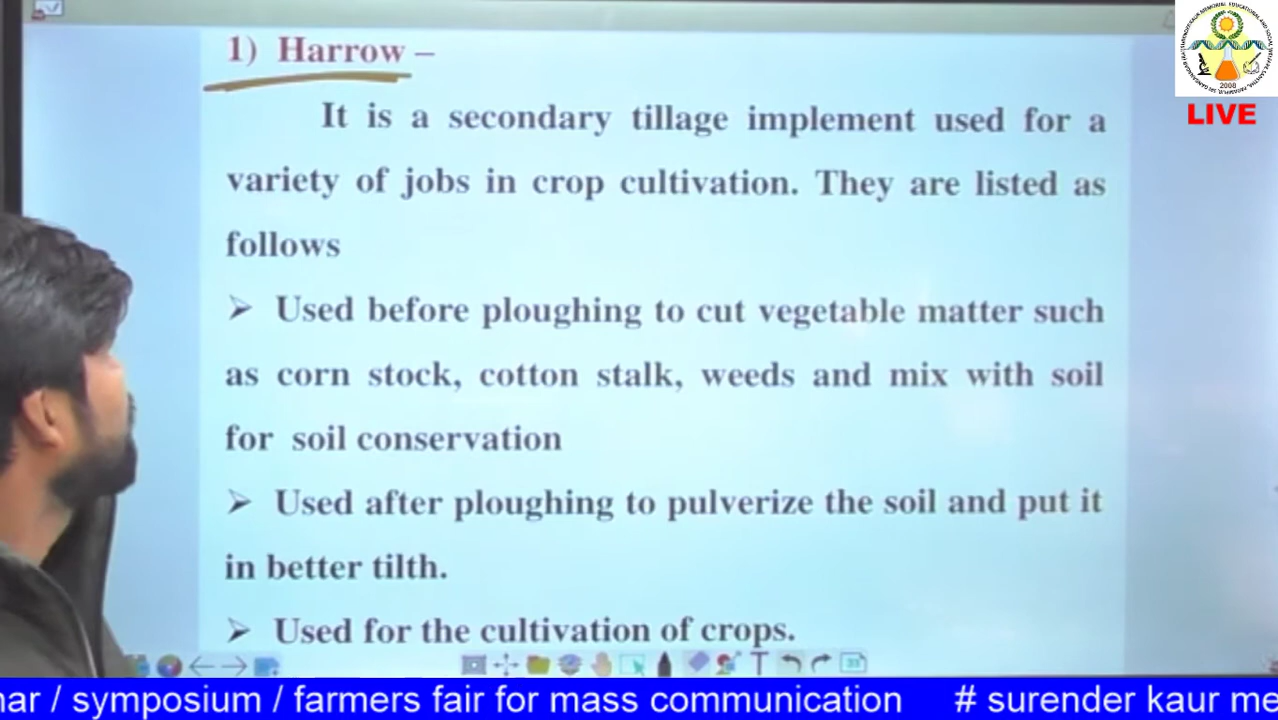 1) Harrow –
It is a secondary tillage implement used for a
variety of jobs in crop cultivation. They are listed as
follows
➢ Used before ploughing to cut vegetable matter such
as corn stock, cotton stalk, weeds and mix with soil
for soil conservation
➢ Used after ploughing to pulverize the soil and put it
in better tilth.
➢ Used for the cultivation of crops.
2008
LIVE
nar / symposium / farmers fair for mass communication # surender kaur me